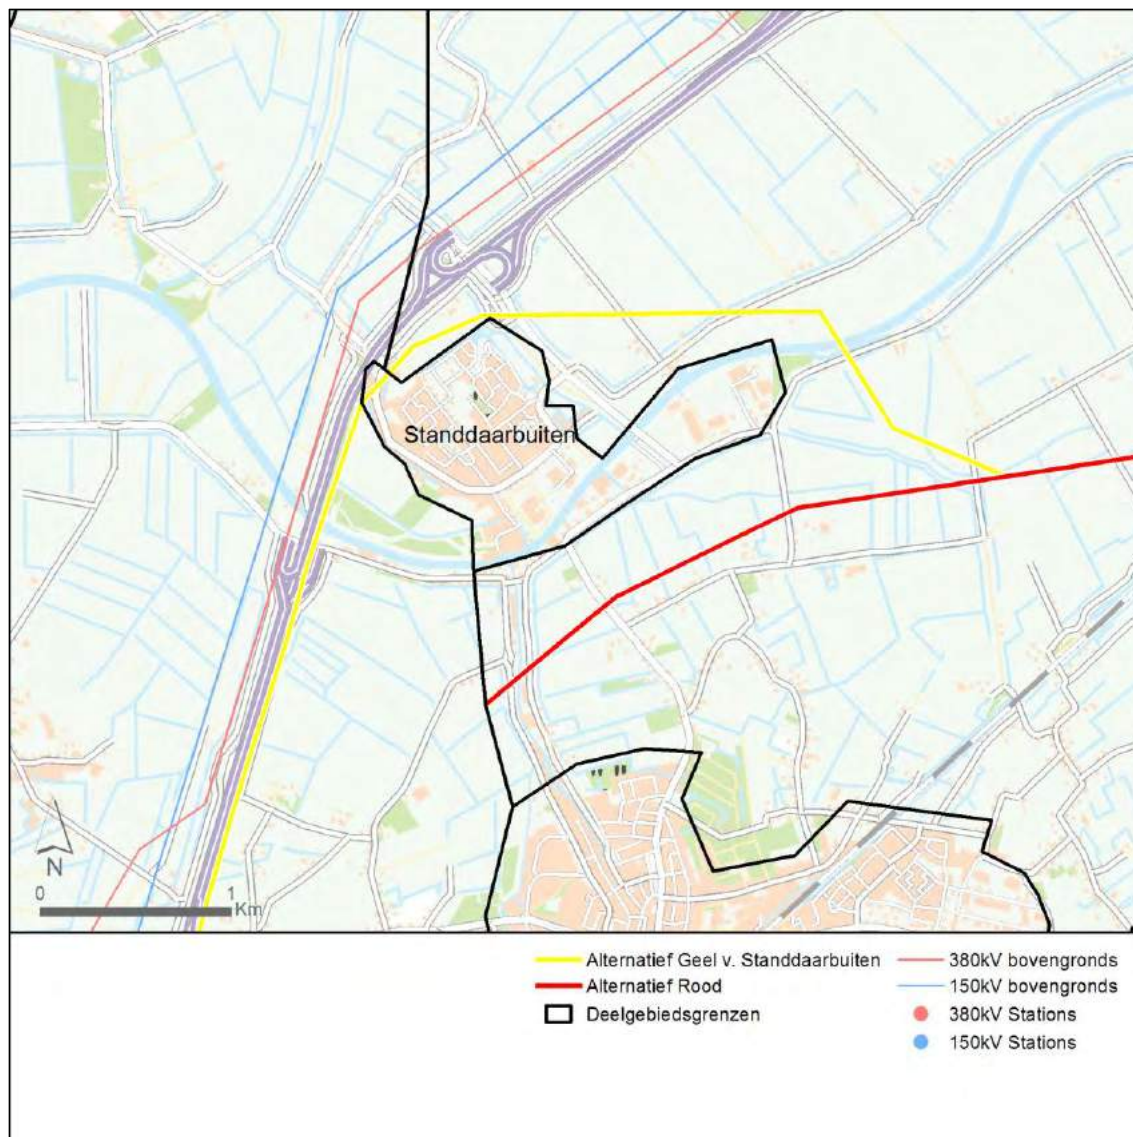 Standdaarbuiten
N
0 1
Km
Alternatief Geel v. Standdaarbuiten
Alternatief Rood
Deelgebiedsgrenzen
380kV bovengronds
150kV bovengronds
380kV Stations
150kV Stations